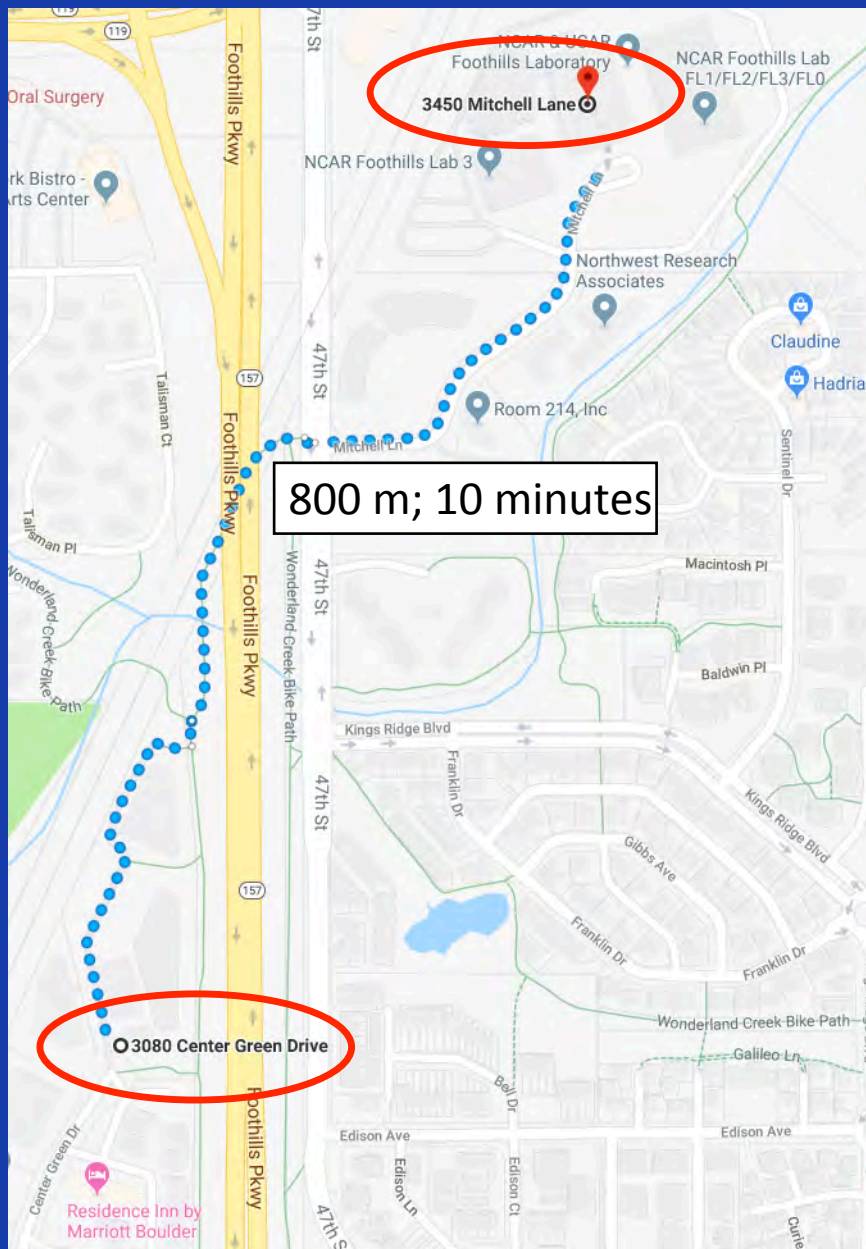 119
119
47th St
Foothills Pkwy
NCAR & UCAR
Foothills Laboratory
NCAR Foothills Lab
FL1/FL2/FL3/FL0
Oral Surgery
3450 Mitchell Lane
NCAR Foothills Lab 3
rk Bistro -
Arts Center
Mitchell Ln
Northwest Research
Associates
Claudine
47th St
157
Talisman Ct
Hadria
Room 214, Inc
Foothills Pkwy
Mitchell Ln
Sentinel Dr
800 m; 10 minutes
Talisman Pl
47th St
Wonderland Creek Bike Path
Macintosh Pl
Wonderland
Creek Bike
Path
Foothills Pkwy
Baldwin Pl
Kings Ridge Blvd
47th St
Franklin Dr
Kings Ridge Blvd
Gibbs Ave
157
Franklin Dr
Franklin Dr
3080 Center Green Drive
Wonderland Creek Bike Path
Galileo Ln
Foothills Pkwy
Bell Dr
Edison Ave
Edison Ave
Center Green Dr
Edison Ln
Edison Ct
Residence Inn by
Marriott Boulder
47th S
Curie